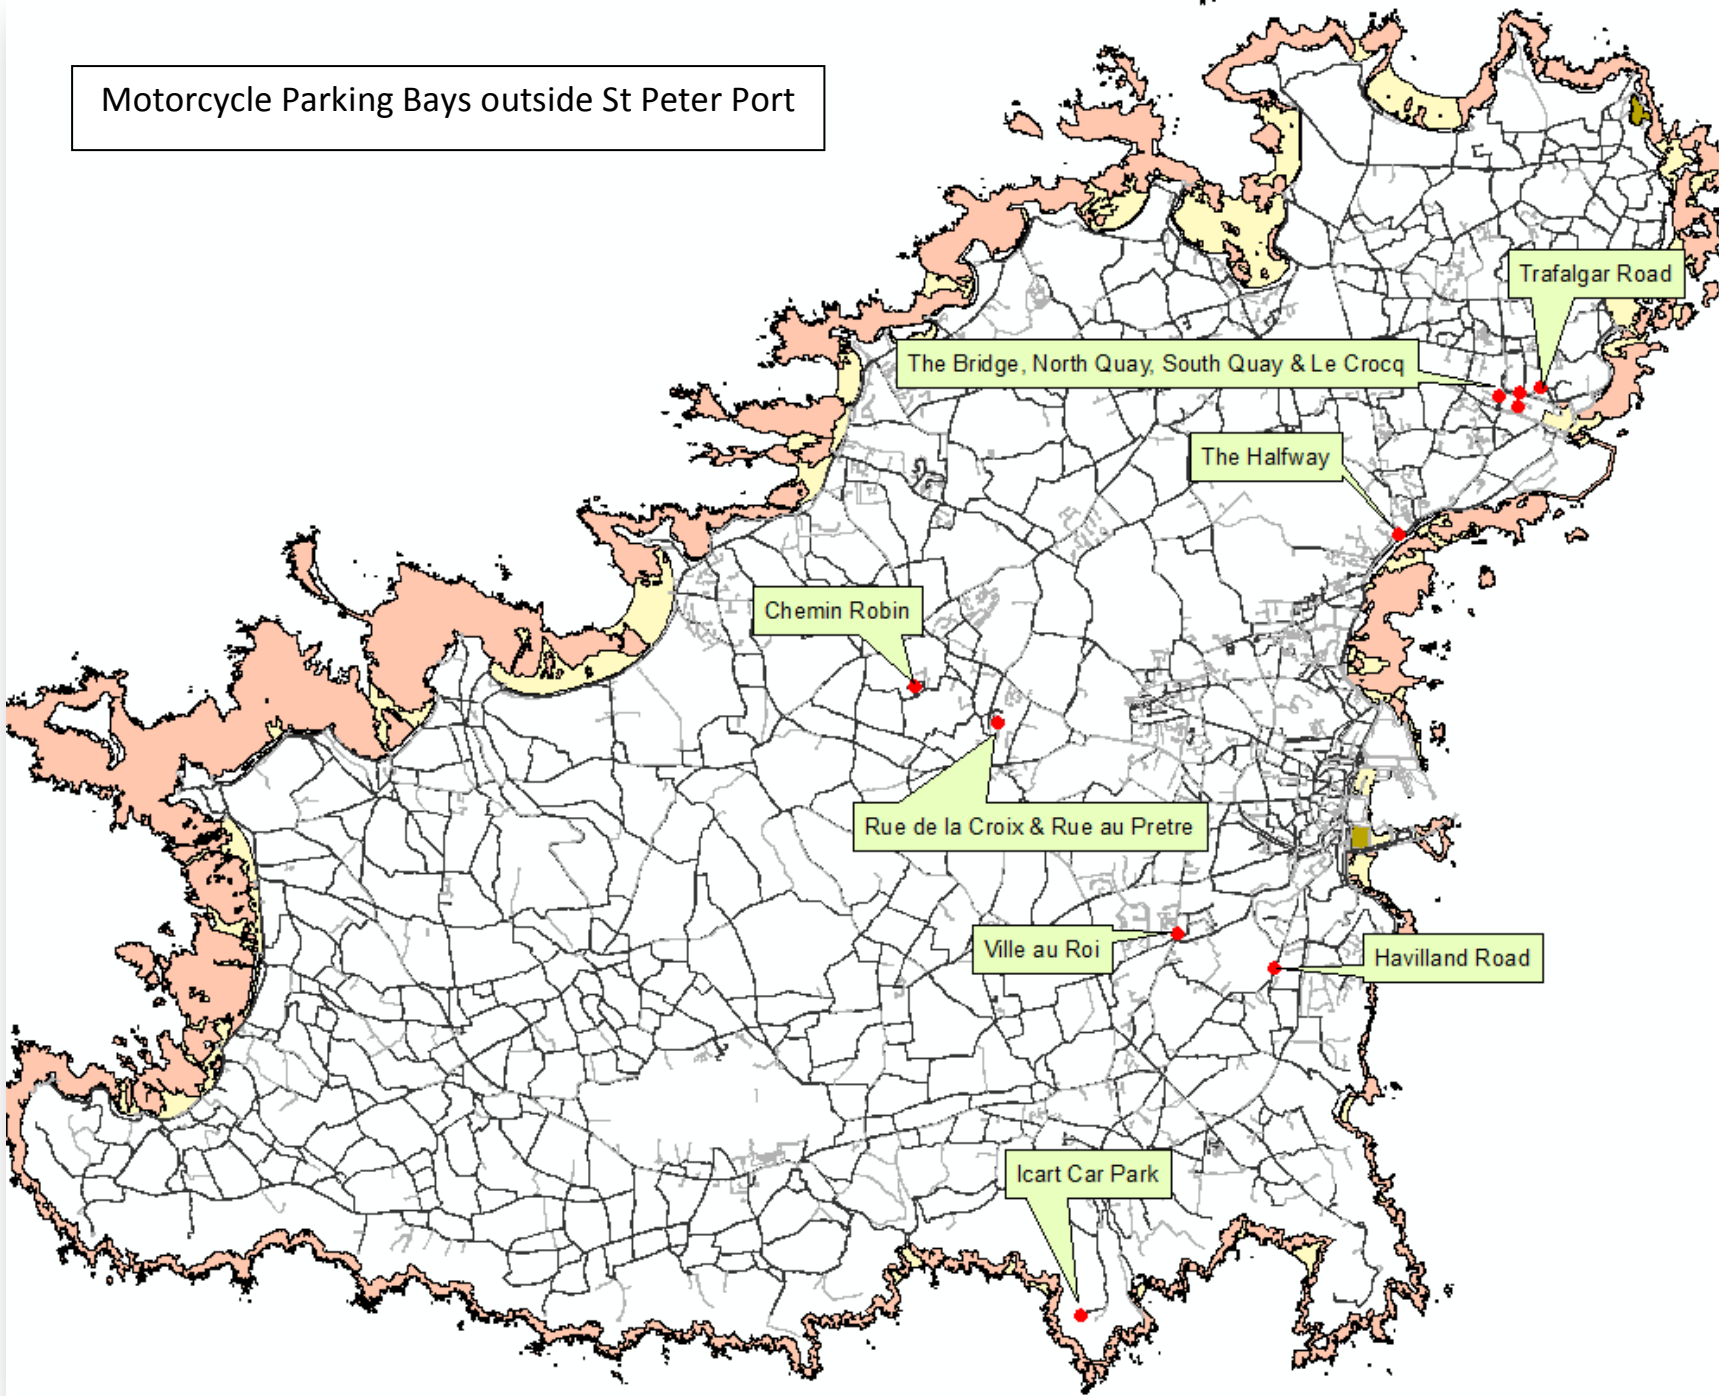 Motorcycle Parking Bays outside St Peter Port
Trafalgar Road
The Bridge, North Quay, South Quay & Le Crocq
The Halfway
Chemin Robin
Rue de la Croix & Rue au Pretre
Ville au Roi
Havilland Road
Icart Car Park